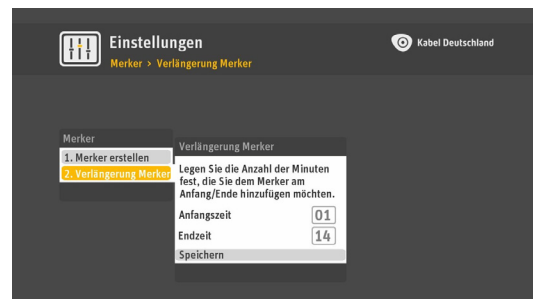 Einstellungen
Kabel Deutschland
Merker > Verlängerung Merker
Merker
1. Merker erstellen
2. Verlängerung Merker
Verlängerung Merker
Legen Sie die Anzahl der Minuten
fest, die Sie dem Merker am
Anfang/Ende hinzufügen möchten.
Anfangszeit 01
Endzeit 14
Speichern